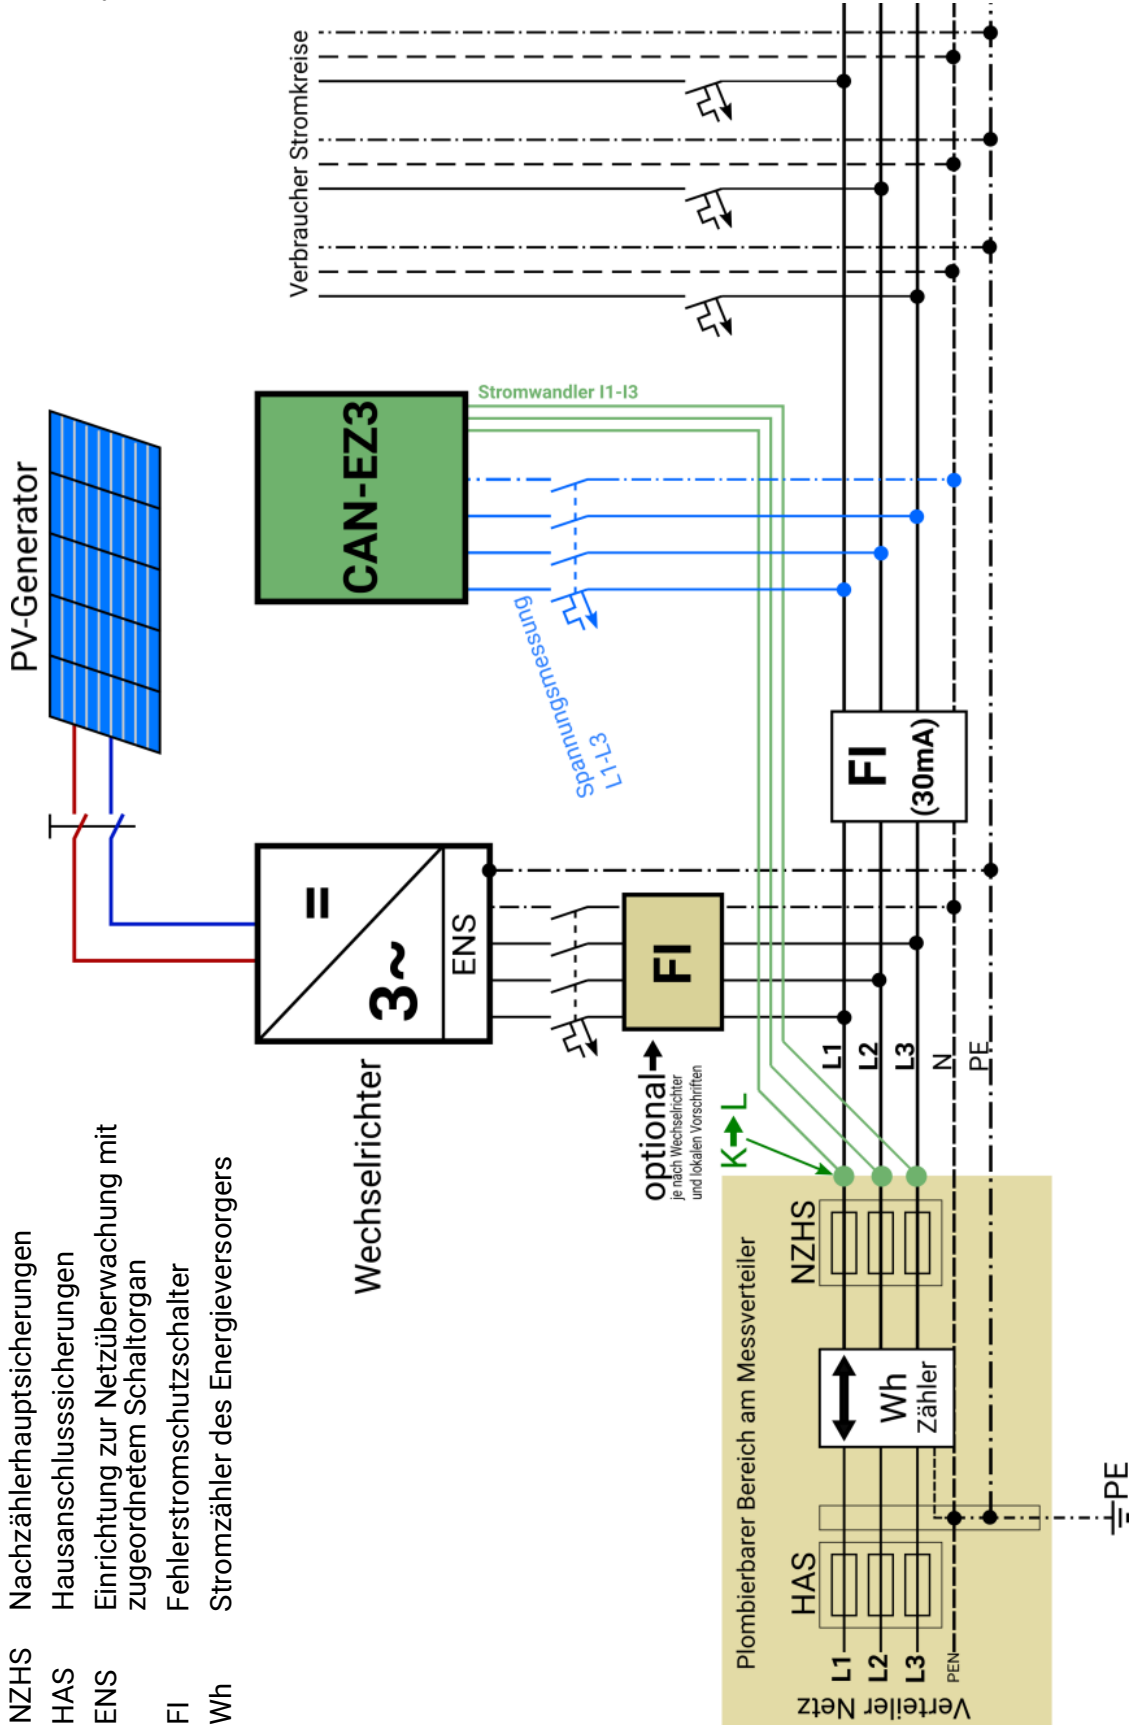 NZHS Nachzählerhauptsicherungen
HAS Hausanschlusssicherungen
ENS Einrichtung zur Netzüberwachung mit
zugeordnetem Schaltorgan
FI Fehlerstromschutzschalter
Wh Stromzähler des Energieversorgers
PV-Generator
Wechselrichter
=
3~
ENS
CAN-EZ3
Stromwandler I1-I3
Spannungsmessung
L1-L3
Verbraucher Stromkreise
FI
optional
je nach Wechselrichter
und lokalen Vorschriften
K L
FI
(30mA)
L1
L2
L3
N
PE
Plombierbarer Bereich am Messverteiler
HAS
NZHS
Wh
Zähler
L1
L2
L3
PEN
Verteiler Netz
PE